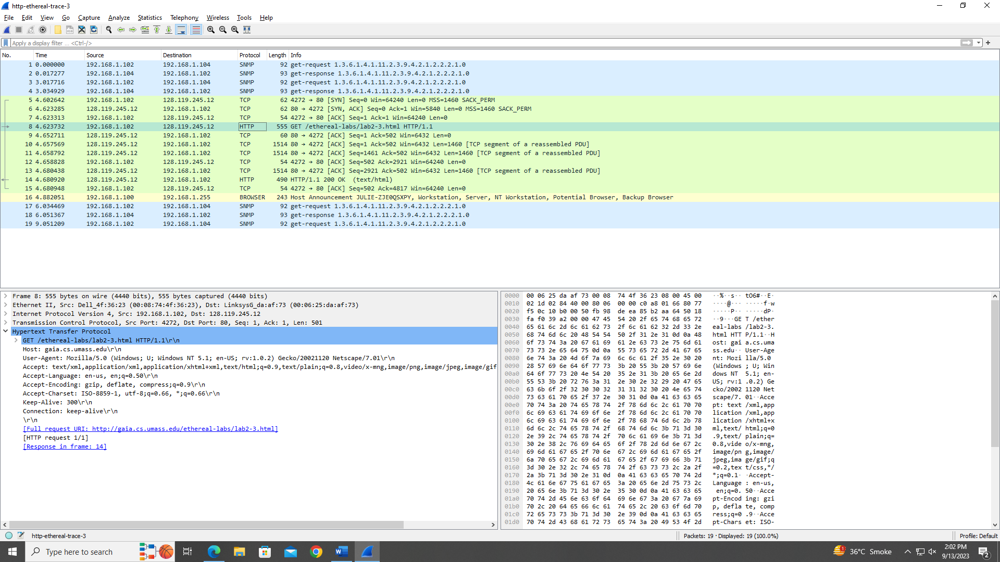 http-ethereal-trace-3
File Edit View Go Capture Analyze Statistics Telephony Wireless Tools Help
Apply a display filter ... <Ctrl-/>
No. Time Source Destination Protocol Length Info
1 0.000000 192.168.1.102 192.168.1.104 SNMP 92 get-request 1.3.6.1.4.1.11.2.3.9.4.2.1.2.2.2.1.0
2 0.017277 192.168.1.104 192.168.1.102 SNMP 93 get-response 1.3.6.1.4.1.11.2.3.9.4.2.1.2.2.2.1.0
3 3.017716 192.168.1.102 192.168.1.104 SNMP 92 get-request 1.3.6.1.4.1.11.2.3.9.4.2.1.2.2.2.1.0
4 3.034929 192.168.1.104 192.168.1.102 SNMP 93 get-response 1.3.6.1.4.1.11.2.3.9.4.2.1.2.2.2.1.0
5 4.602642 192.168.1.102 128.119.245.12 TCP 62 4272 → 80 [SYN] Seq=0 Win=64240 Len=0 MSS=1460 SACK_PERM
6 4.623285 128.119.245.12 192.168.1.102 TCP 62 80 → 4272 [SYN, ACK] Seq=0 Ack=1 Win=5840 Len=0 MSS=1460 SACK_PERM
7 4.623313 192.168.1.102 128.119.245.12 TCP 54 4272 → 80 [ACK] Seq=1 Ack=1 Win=64240 Len=0
8 4.623732 192.168.1.102 128.119.245.12 HTTP 555 GET /ethereal-labs/lab2-3.html HTTP/1.1
9 4.652711 128.119.245.12 192.168.1.102 TCP 60 80 → 4272 [ACK] Seq=1 Ack=502 Win=6432 Len=0
10 4.657569 128.119.245.12 192.168.1.102 TCP 1514 80 → 4272 [ACK] Seq=1 Ack=502 Win=6432 Len=1460 [TCP segment of a reassembled PDU]
11 4.658792 128.119.245.12 192.168.1.102 TCP 1514 80 → 4272 [ACK] Seq=1461 Ack=502 Win=6432 Len=1460 [TCP segment of a reassembled PDU]
12 4.658828 192.168.1.102 128.119.245.12 TCP 54 4272 → 80 [ACK] Seq=502 Ack=2921 Win=64240 Len=0
13 4.680438 128.119.245.12 192.168.1.102 TCP 1514 80 → 4272 [ACK] Seq=2921 Ack=502 Win=6432 Len=1460 [TCP segment of a reassembled PDU]
14 4.680920 128.119.245.12 192.168.1.102 HTTP 490 HTTP/1.1 200 OK (text/html)
15 4.680948 192.168.1.102 128.119.245.12 TCP 54 4272 → 80 [ACK] Seq=502 Ack=4817 Win=64240 Len=0
16 4.882051 192.168.1.100 192.168.1.255 BROWSER 243 Host Announcement JULIE-ZJE0QSXPY, Workstation, Server, NT Workstation, Potential Browser, Backup Browser
17 6.034469 192.168.1.102 192.168.1.104 SNMP 92 get-request 1.3.6.1.4.1.11.2.3.9.4.2.1.2.2.2.1.0
18 6.051367 192.168.1.104 192.168.1.102 SNMP 93 get-response 1.3.6.1.4.1.11.2.3.9.4.2.1.2.2.2.1.0
19 9.051209 192.168.1.102 192.168.1.104 SNMP 92 get-request 1.3.6.1.4.1.11.2.3.9.4.2.1.2.2.2.1.0
Frame 8: 555 bytes on wire (4440 bits), 555 bytes captured (4440 bits)
Ethernet II, Src: Dell_4f:36:23 (00:08:74:4f:36:23), Dst: LinksysG_da:af:73 (00:06:25:da:af:73)
Internet Protocol Version 4, Src: 192.168.1.102, Dst: 128.119.245.12
Transmission Control Protocol, Src Port: 4272, Dst Port: 80, Seq: 1, Ack: 1, Len: 501
Hypertext Transfer Protocol
GET /ethereal-labs/lab2-3.html HTTP/1.1\r\n
Host: gaia.cs.umass.edu\r\n
User-Agent: Mozilla/5.0 (Windows; U; Windows NT 5.1; en-US; rv:1.0.2) Gecko/20021120 Netscape/7.01\r\n
Accept: text/xml,application/xml,application/xhtml+xml,text/html;q=0.9,text/plain;q=0.8,video/x-mng,image/png,image/jpeg,image/gif
Accept-Language: en-us, en;q=0.50\r\n
Accept-Encoding: gzip, deflate, compress;q=0.9\r\n
Accept-Charset: ISO-8859-1, utf-8;q=0.66, *;q=0.66\r\n
Keep-Alive: 300\r\n
Connection: keep-alive\r\n
\r\n
[Full request URI: http://gaia.cs.umass.edu/ethereal-labs/lab2-3.html]
[HTTP request 1/1]
[Response in frame: 14]
0000 00 06 25 da af 73 00 08 74 4f 36 23 08 00 45 00 ··%··s·· tO6#··E·
0010 02 1d 02 84 40 00 80 06 00 00 c0 a8 01 66 80 77 ····@··· ·····f·w
0020 f5 0c 10 b0 00 50 fb 98 de ea 85 b2 aa 64 50 18 ·····P·· ·····dP·
0030 fa f0 39 a2 00 00 47 45 54 20 2f 65 74 68 65 72 ··9···GE T /ether
0040 65 61 6c 2d 6c 61 62 73 2f 6c 61 62 32 2d 33 2e eal-labs /lab2-3.
0050 68 74 6d 6c 20 48 54 54 50 2f 31 2e 31 0d 0a 48 html HTT P/1.1··H
0060 6f 73 74 3a 20 67 61 69 61 2e 63 73 2e 75 6d 61 ost: gai a.cs.uma
0070 73 73 2e 65 64 75 0d 0a 55 73 65 72 2d 41 67 65 ss.edu·· User-Age
0080 6e 74 3a 20 4d 6f 7a 69 6c 6c 61 2f 35 2e 30 20 nt: Mozi lla/5.0
0090 28 57 69 6e 64 6f 77 73 3b 20 55 3b 20 57 69 6e (Windows ; U; Win
00a0 64 6f 77 73 20 4e 54 20 35 2e 31 3b 20 65 6e 2d dows NT 5.1; en-
00b0 55 53 3b 20 72 76 3a 31 2e 30 2e 32 29 20 47 65 US; rv:1 .0.2) Ge
00c0 63 6b 6f 2f 32 30 30 32 31 31 32 30 20 4e 65 74 cko/2002 1120 Net
00d0 73 63 61 70 65 2f 37 2e 30 31 0d 0a 41 63 63 65 scape/7. 01··Acce
00e0 70 74 3a 20 74 65 78 74 2f 78 6d 6c 2c 61 70 70 pt: text /xml,app
00f0 6c 69 63 61 74 69 6f 6e 2f 78 6d 6c 2c 61 70 70 lication /xml,app
0100 6c 69 63 61 74 69 6f 6e 2f 78 68 74 6d 6c 2b 78 lication /xhtml+x
0110 6d 6c 2c 74 65 78 74 2f 68 74 6d 6c 3b 71 3d 30 ml,text/ html;q=0
0120 2e 39 2c 74 65 78 74 2f 70 6c 61 69 6e 3b 71 3d .9,text/ plain;q=
0130 30 2e 38 2c 76 69 64 65 6f 2f 78 2d 6d 6e 67 2c 0.8,vide o/x-mng,
0140 69 6d 61 67 65 2f 70 6e 67 2c 69 6d 61 67 65 2f image/pn g,image/
0150 6a 70 65 67 2c 69 6d 61 67 65 2f 67 69 66 3b 71 jpeg,ima ge/gif;q
0160 3d 30 2e 32 2c 74 65 78 74 2f 63 73 73 2c 2a 2f =0.2,tex t/css,*/
0170 2a 3b 71 3d 30 2e 31 0d 0a 41 63 63 65 70 74 2d *;q=0.1· ·Accept-
0180 4c 61 6e 67 75 61 67 65 3a 20 65 6e 2d 75 73 2c Language : en-us,
0190 20 65 6e 3b 71 3d 30 2e 35 30 0d 0a 41 63 63 65 en;q=0. 50··Acce
01a0 70 74 2d 45 6e 63 6f 64 69 6e 67 3a 20 67 7a 69 pt-Encod ing: gzi
01b0 70 2c 20 64 65 66 6c 61 74 65 2c 20 63 6f 6d 70 p, defla te, comp
01c0 72 65 73 73 3b 71 3d 30 2e 39 0d 0a 41 63 63 65 ress;q=0 .9··Acce
01d0 70 74 2d 43 68 61 72 73 65 74 3a 20 49 53 4f 2d pt-Chars et: ISO-
http-ethereal-trace-3 Packets: 19 · Displayed: 19 (100.0%) Profile: Default
Type here to search 36°C Smoke 2:02 PM
9/13/2023 2